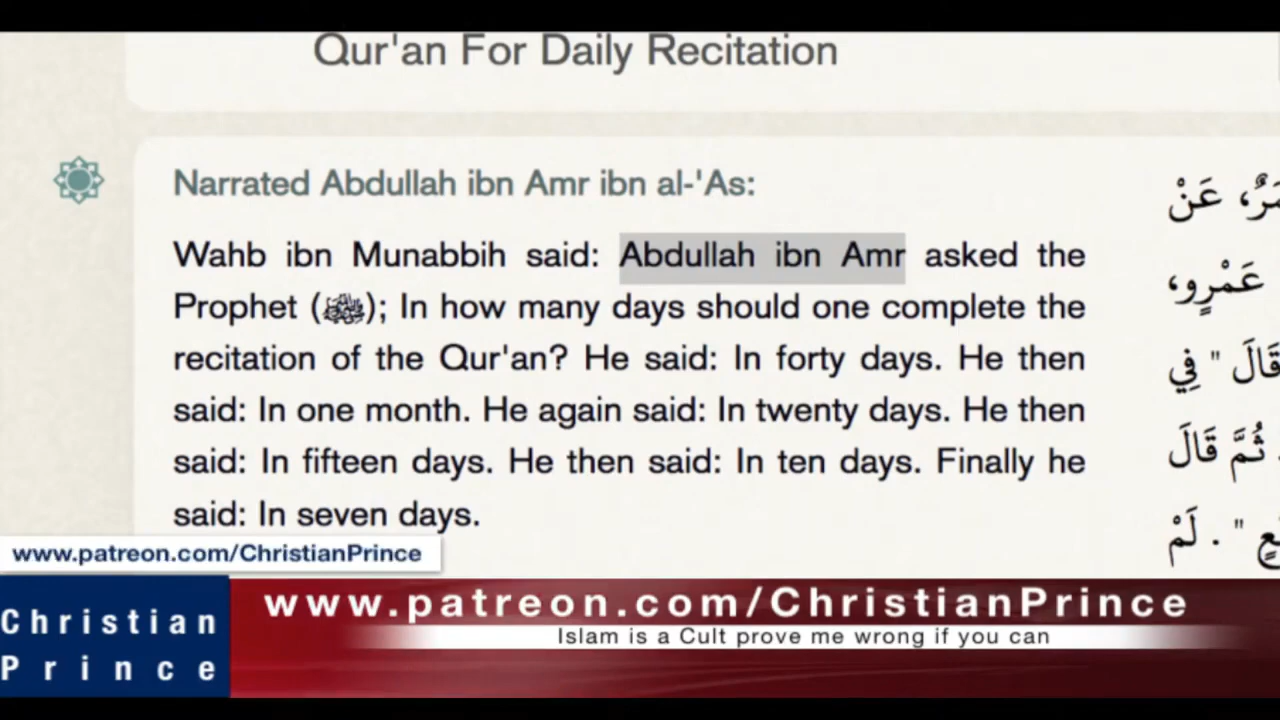 Qur'an For Daily Recitation
Narrated Abdullah ibn Amr ibn al-'As:
Wahb ibn Munabbih said: Abdullah ibn Amr asked the
Prophet (ﷺ); In how many days should one complete the
recitation of the Qur'an? He said: In forty days. He then
said: In one month. He again said: In twenty days. He then
said: In fifteen days. He then said: In ten days. Finally he
said: In seven days.
عَنْ
عَمْرٍو،
قَالَ " فِي
ثُمَّ قَالَ
" . لَمْ
www.patreon.com/ChristianPrince
www.patreon.com/ChristianPrince
Islam is a Cult prove me wrong if you can
Christian
Prince